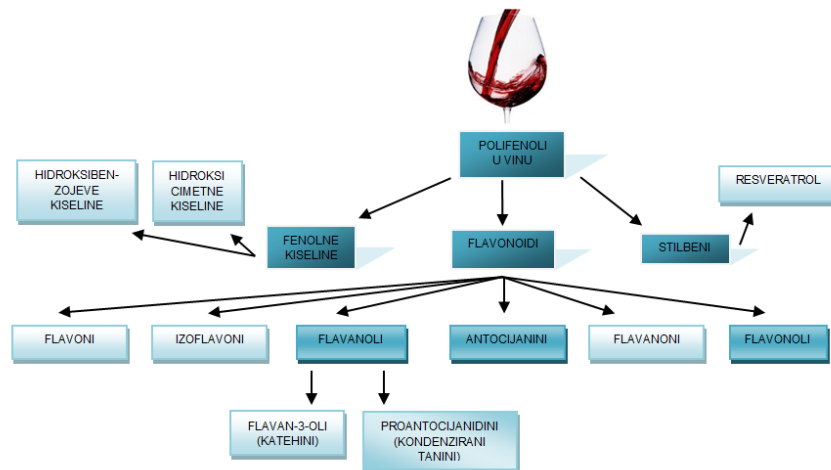 POLIFENOLI
U VINU
HIDROKSIBEN-
ZOJEVE
KISELINE
HIDROKSI
CIMETNE
KISELINE
RESVERATROL
FENOLNE
KISELINE
FLAVONOIDI
STILBENI
FLAVONI
IZOFLAVONI
FLAVANOLI
ANTOCIJANINI
FLAVANONI
FLAVONOLI
FLAVAN-3-OLI
(KATEHINI)
PROANTOCIJANIDINI
(KONDENZIRANI
TANINI)